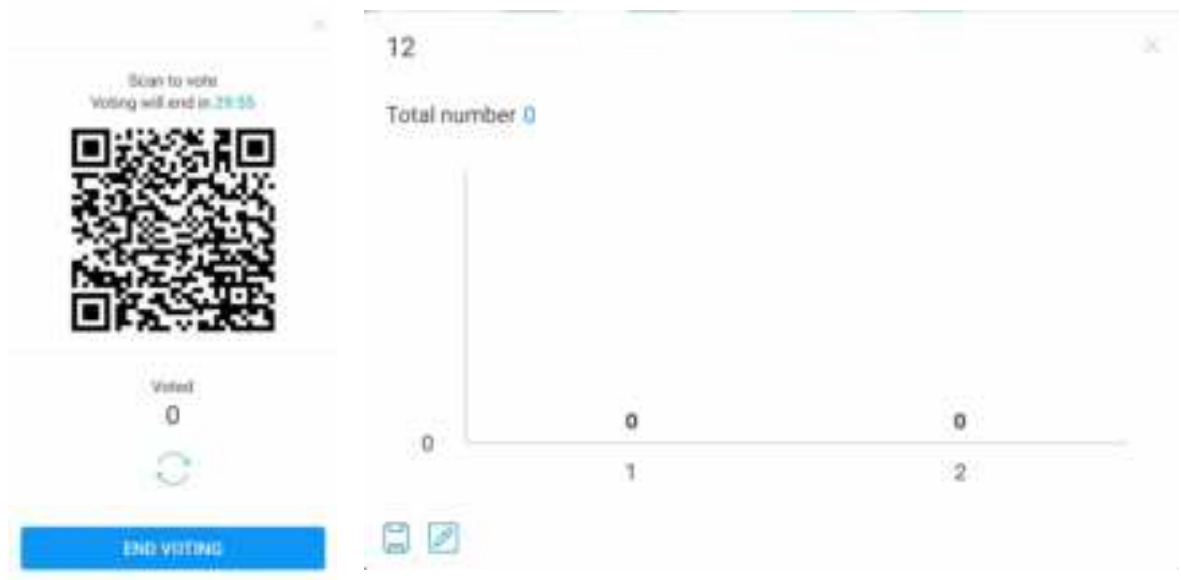 Scan to vote
Voting will end in 29:55
Voted
0
END VOTING
12
Total number 0
0
0
0
1
2